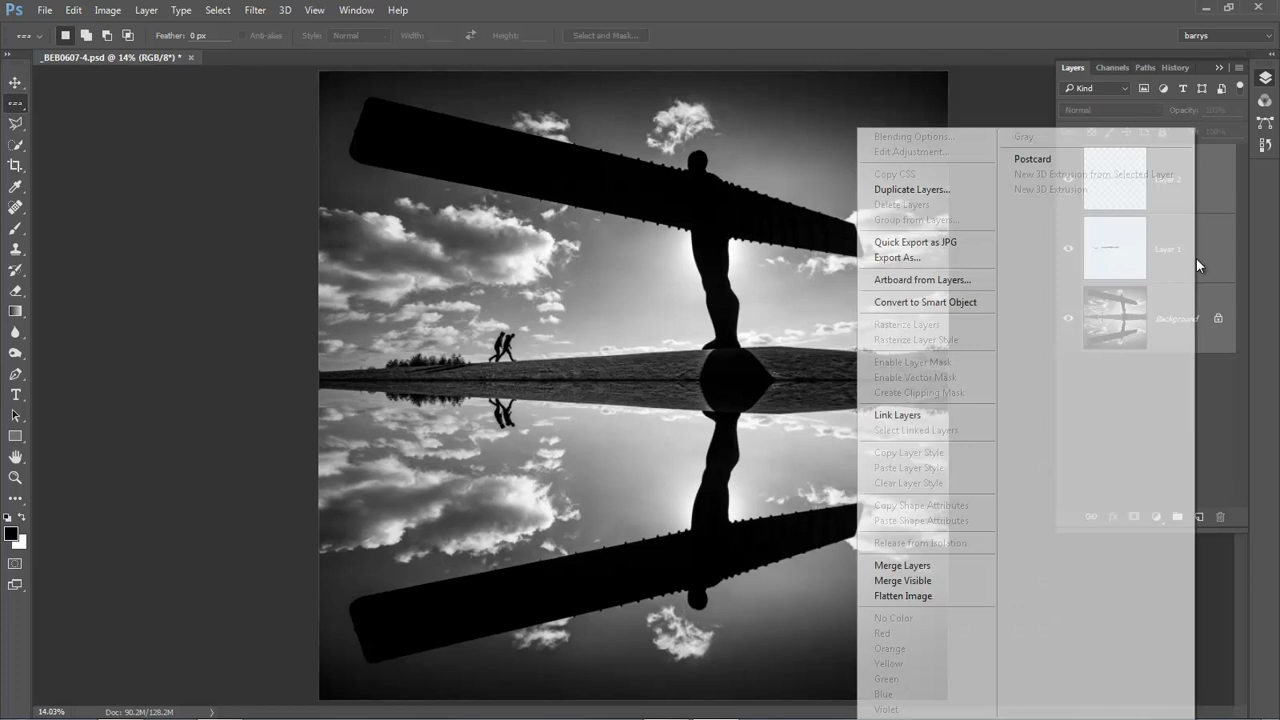 Ps File Edit Image Layer Type Select Filter 3D View Window Help
Feather: 0 px Anti-alias Style: Normal Width: Height: Select and Mask... barrys
_BEB0607-4.psd @ 14% (RGB/8*) * ×
Layers Channels Paths History
Kind
Normal Opacity: 100%
Layer 2
Layer 1
Background
Blending Options...
Edit Adjustment...
Copy CSS
Duplicate Layers...
Delete Layers
Group from Layers...
Quick Export as JPG
Export As...
Artboard from Layers...
Convert to Smart Object
Rasterize Layers
Rasterize Layer Style
Enable Layer Mask
Enable Vector Mask
Create Clipping Mask
Link Layers
Select Linked Layers
Copy Layer Style
Paste Layer Style
Clear Layer Style
Copy Shape Attributes
Paste Shape Attributes
Release from Isolation
Merge Layers
Merge Visible
Flatten Image
No Color
Red
Orange
Yellow
Green
Blue
Violet
Gray
Postcard
New 3D Extrusion from Selected Layer
New 3D Extrusion
14.03% Doc: 90.2M/128.2M